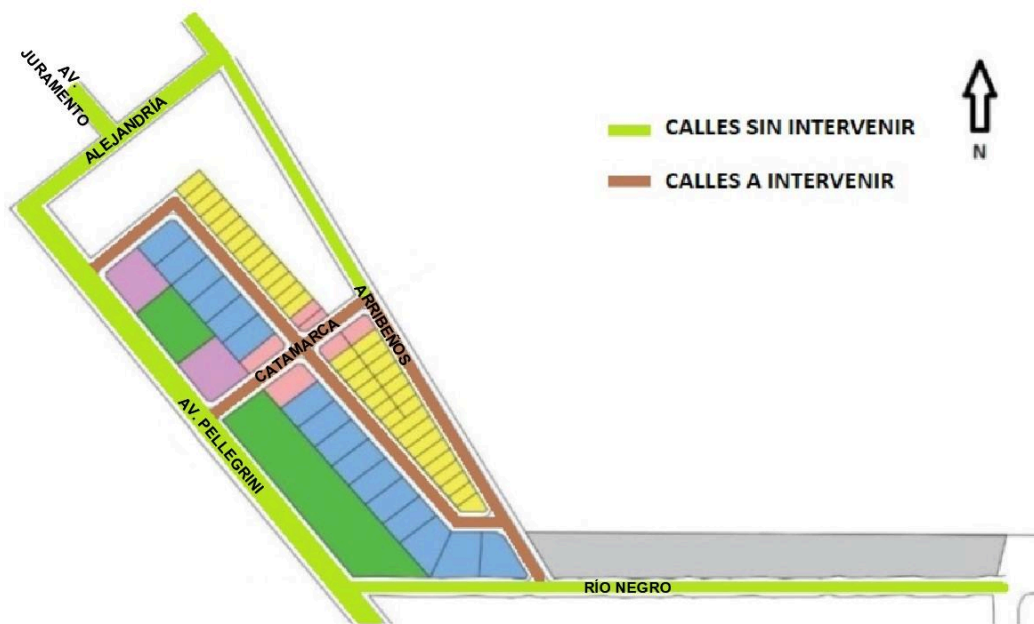 AV.
JURAMENTO
ALEJANDRÍA
CALLES SIN INTERVENIR
CALLES A INTERVENIR
N
ARRIBEÑOS
CATAMARCA
AV. PELLEGRINI
RÍO NEGRO